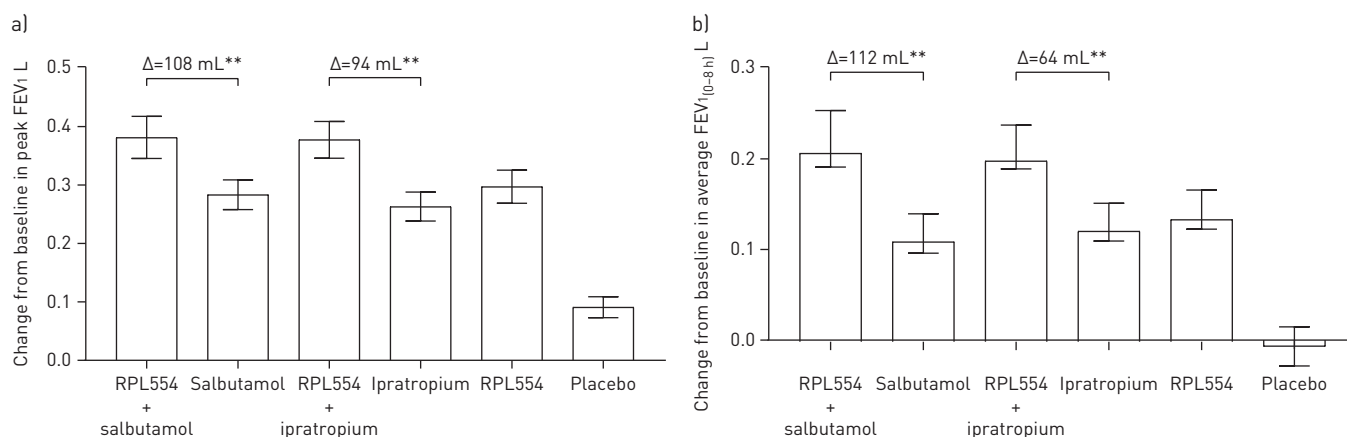 a)
Change from baseline in peak FEV1 L
0.5
0.4
0.3
0.2
0.1
0.0
Δ=108 mL**
Δ=94 mL**
RPL554
+
salbutamol
Salbutamol
RPL554
+
ipratropium
Ipratropium
RPL554
Placebo
b)
Change from baseline in average FEV1(0–8h) L
0.3
0.2
0.1
0.0
Δ=112 mL**
Δ=64 mL**
RPL554
+
salbutamol
Salbutamol
RPL554
+
ipratropium
Ipratropium
RPL554
Placebo